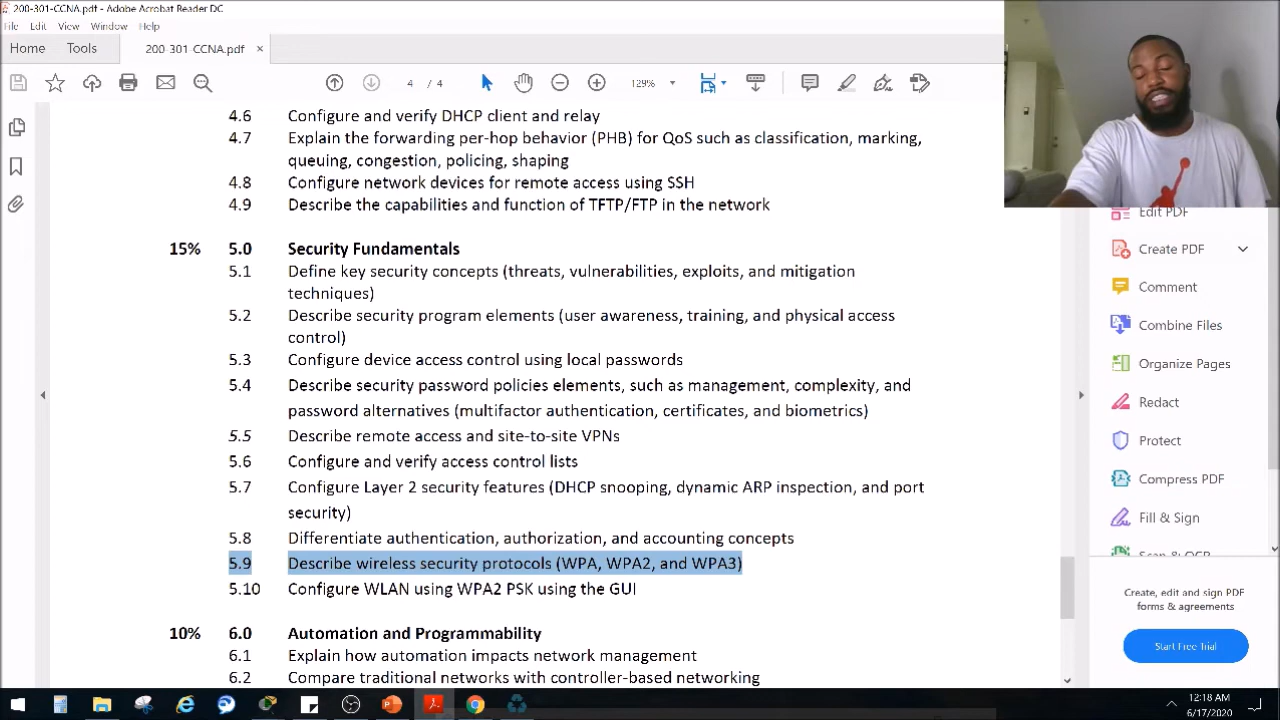 200-301-CCNA.pdf - Adobe Acrobat Reader DC
File Edit View Window Help
Home Tools 200-301-CCNA.pdf ×
4 / 4 129%
4.6 Configure and verify DHCP client and relay
4.7 Explain the forwarding per-hop behavior (PHB) for QoS such as classification, marking,
queuing, congestion, policing, shaping
4.8 Configure network devices for remote access using SSH
4.9 Describe the capabilities and function of TFTP/FTP in the network
15% 5.0 Security Fundamentals
5.1 Define key security concepts (threats, vulnerabilities, exploits, and mitigation
techniques)
5.2 Describe security program elements (user awareness, training, and physical access
control)
5.3 Configure device access control using local passwords
5.4 Describe security password policies elements, such as management, complexity, and
password alternatives (multifactor authentication, certificates, and biometrics)
5.5 Describe remote access and site-to-site VPNs
5.6 Configure and verify access control lists
5.7 Configure Layer 2 security features (DHCP snooping, dynamic ARP inspection, and port
security)
5.8 Differentiate authentication, authorization, and accounting concepts
5.9 Describe wireless security protocols (WPA, WPA2, and WPA3)
5.10 Configure WLAN using WPA2 PSK using the GUI
10% 6.0 Automation and Programmability
6.1 Explain how automation impacts network management
6.2 Compare traditional networks with controller-based networking
Edit PDF
Create PDF
Comment
Combine Files
Organize Pages
Redact
Protect
Compress PDF
Fill & Sign
Scan & OCR
Create, edit and sign PDF
forms & agreements
Start Free Trial
12:18 AM
6/17/2020